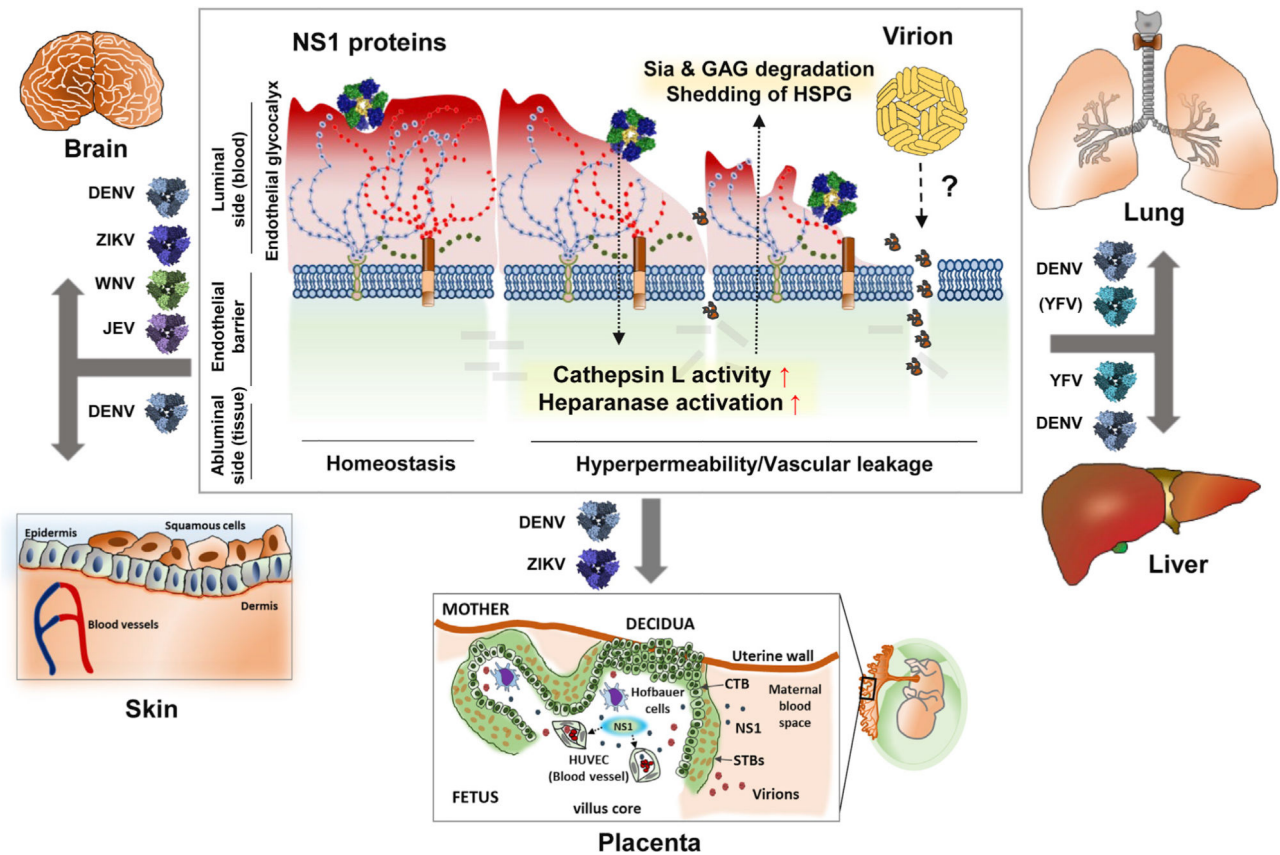 NS1 proteins
Virion
Sia & GAG degradation
Shedding of HSPG
?
Luminal
side (blood)
Endothelial glycocalyx
Endothelial
barrier
Abluminal
side (tissue)
Cathepsin L activity ↑
Heparanase activation ↑
Homeostasis
Hyperpermeability/Vascular leakage
Brain
DENV
ZIKV
WNV
JEV
DENV
Epidermis
Squamous cells
Dermis
Blood vessels
Skin
Lung
DENV
(YFV)
YFV
DENV
Liver
DENV
ZIKV
MOTHER
DECIDUA
Uterine wall
CTB
Maternal
blood
space
Hofbauer
cells
NS1
NS1
HUVEC
(Blood vessel)
STBs
FETUS
villus core
Virions
Placenta